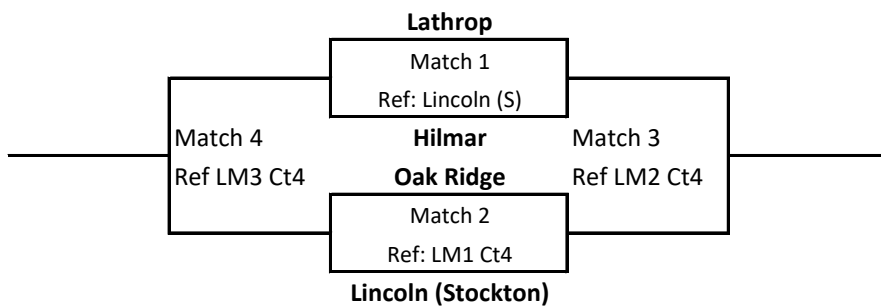 Lathrop
Match 1
Ref: Lincoln (S)
Match 4
Hilmar
Match 3
Ref LM3 Ct4
Oak Ridge
Ref LM2 Ct4
Match 2
Ref: LM1 Ct4
Lincoln (Stockton)